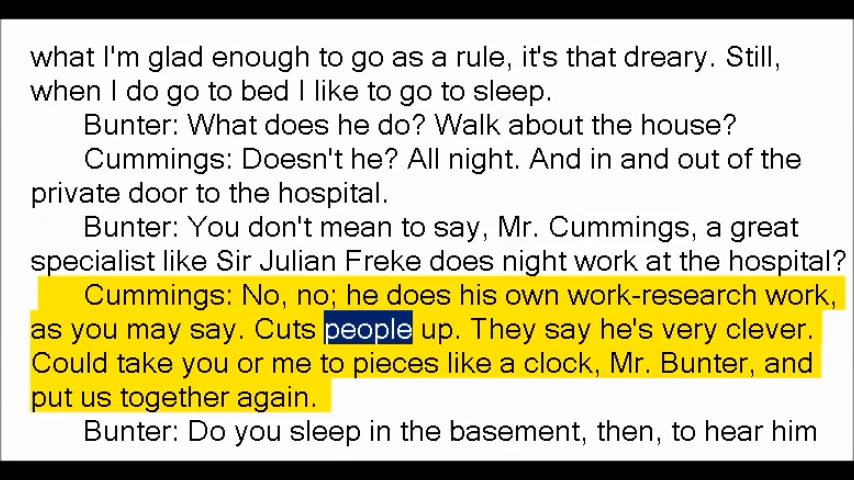 what I'm glad enough to go as a rule, it's that dreary. Still,
when I do go to bed I like to go to sleep.
Bunter: What does he do? Walk about the house?
Cummings: Doesn't he? All night. And in and out of the
private door to the hospital.
Bunter: You don't mean to say, Mr. Cummings, a great
specialist like Sir Julian Freke does night work at the hospital?
Cummings: No, no; he does his own work-research work,
as you may say. Cuts people up. They say he's very clever.
Could take you or me to pieces like a clock, Mr. Bunter, and
put us together again.
Bunter: Do you sleep in the basement, then, to hear him